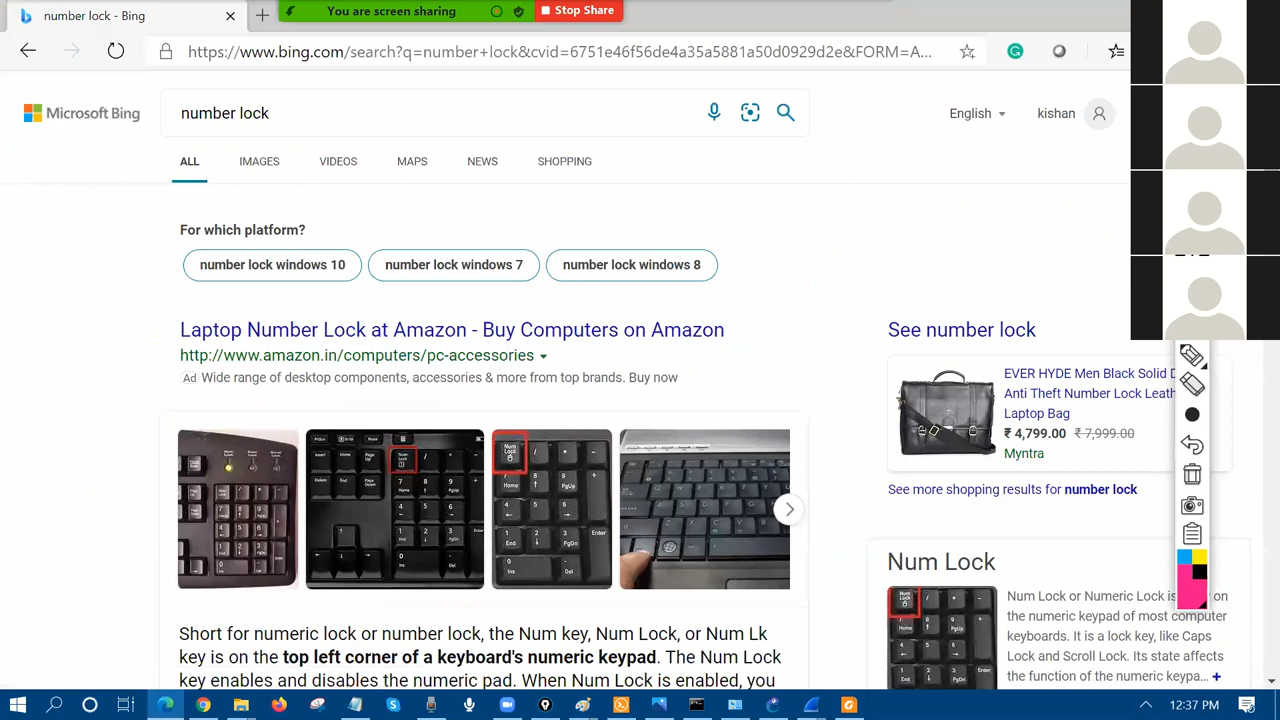 number lock - Bing
You are screen sharing
Stop Share
https://www.bing.com/search?q=number+lock&cvid=6751e46f56de4a35a5881a50d0929d2e&FORM=A...
Microsoft Bing
number lock
English
kishan
ALL
IMAGES
VIDEOS
MAPS
NEWS
SHOPPING
For which platform?
number lock windows 10
number lock windows 7
number lock windows 8
Laptop Number Lock at Amazon - Buy Computers on Amazon
http://www.amazon.in/computers/pc-accessories
Ad Wide range of desktop components, accessories & more from top brands. Buy now
Short for numeric lock or number lock, the Num key, Num Lock, or Num Lk
key is on the top left corner of a keyboard's numeric keypad. The Num Lock
key enables and disables the numeric pad. When Num Lock is enabled, you
See number lock
EVER HYDE Men Black Solid
Anti Theft Number Lock
Laptop Bag
₹ 4,799.00 ₹ 7,999.00
Myntra
See more shopping results for number lock
Num Lock
Num Lock or Numeric Lock is on
the numeric keypad of most computer
keyboards. It is a lock key, like Caps
Lock and Scroll Lock. Its state affects
the function of the numeric keypa... +
12:37 PM